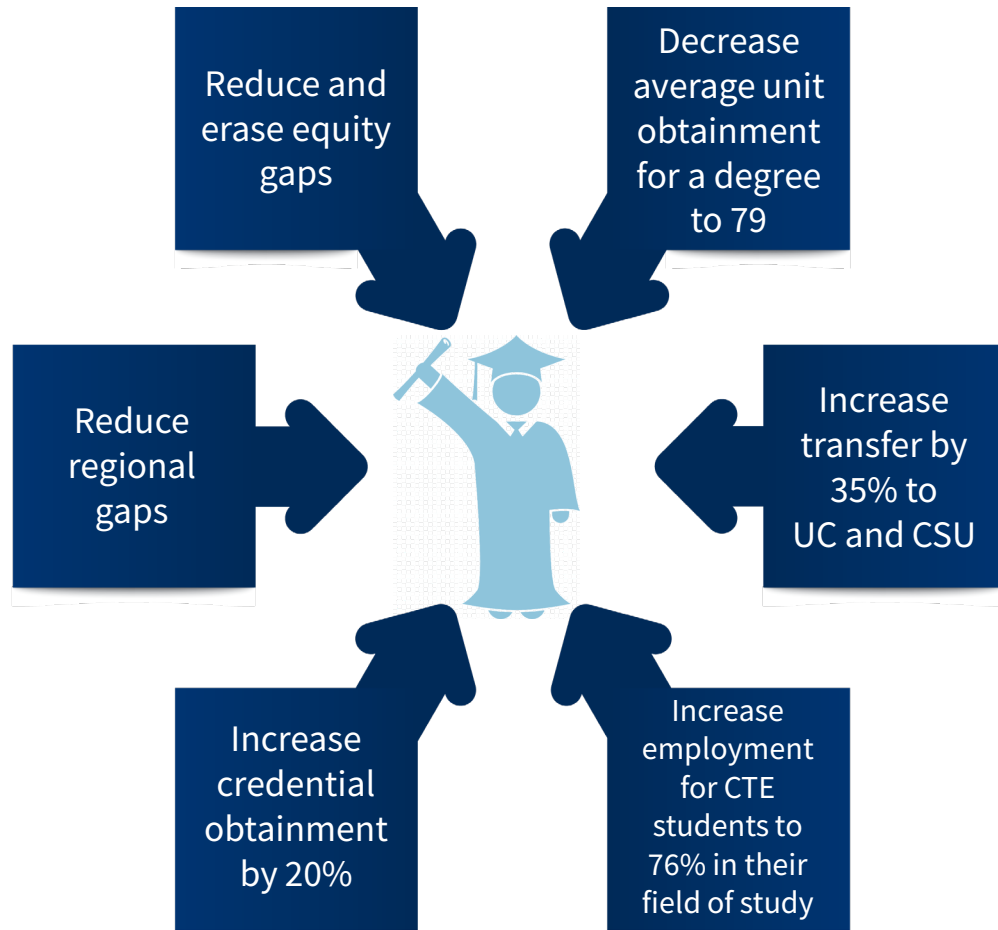 Reduce and
erase equity
gaps
Decrease
average unit
obtainment
for a degree
to 79
Reduce
regional
gaps
Increase
transfer by
35% to
UC and CSU
Increase
credential
obtainment
by 20%
Increase
employment
for CTE
students to
76% in their
field of study